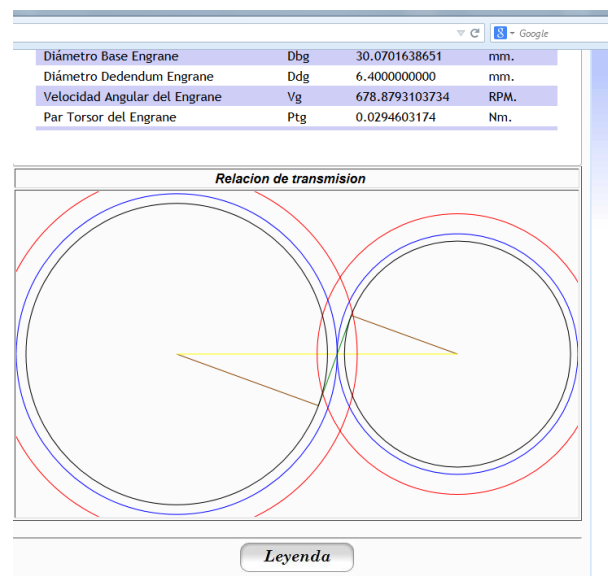 Google
Diámetro Base Engrane Dbg 30.0701638651 mm.
Diámetro Dedendum Engrane Ddg 6.4000000000 mm.
Velocidad Angular del Engrane Vg 678.8793103734 RPM.
Par Torsor del Engrane Ptg 0.0294603174 Nm.
Relacion de transmision
Leyenda